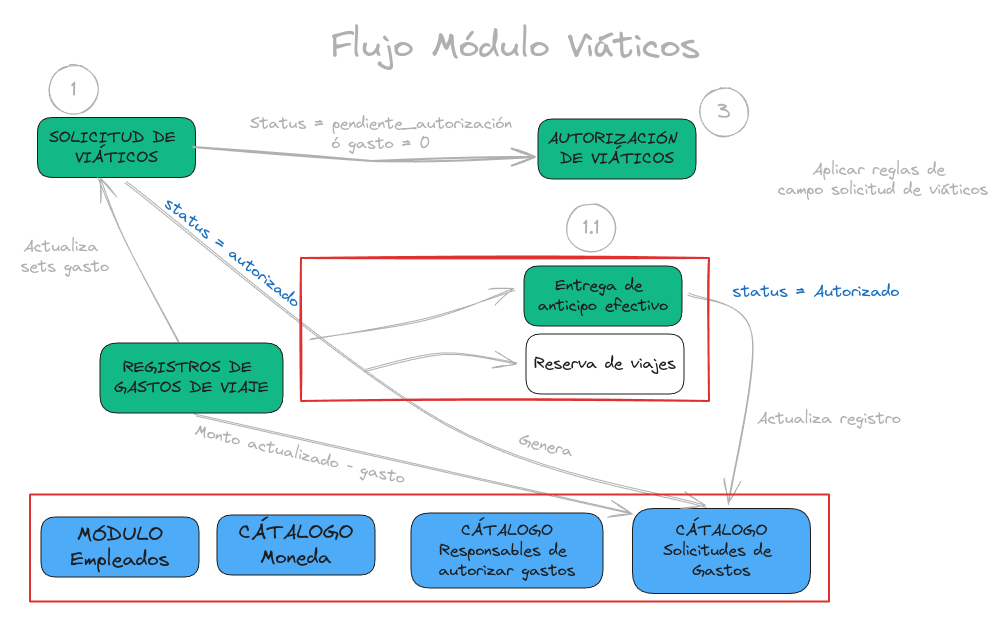 Flujo Módulo Viáticos
1
SOLICITUD DE
VIÁTICOS
Status = pendiente_autorización
ó gasto = 0
AUTORIZACIÓN
DE VIÁTICOS
3
Aplicar reglas de
campo solicitud de viáticos
status = autorizado
Actualiza
sets gasto
1.1
Entrega de
anticipo efectivo
status = Autorizado
Reserva de viajes
REGISTROS DE
GASTOS DE VIAJE
Monto actualizado - gasto
Genera
Actualiza registro
MÓDULO
Empleados
CÁTALOGO
Moneda
CÁTALOGO
Responsables de
autorizar gastos
CÁTALOGO
Solicitudes de
Gastos